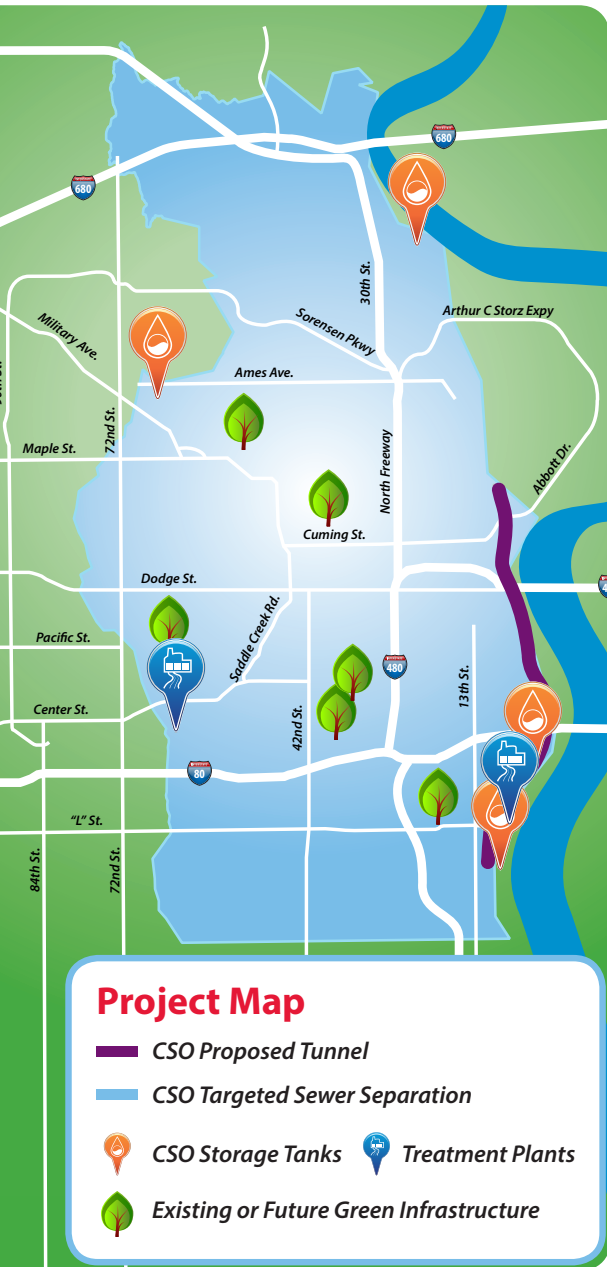 680
680
30th St.
Arthur C Storz Expy
Sorensen Pkwy
Military Ave.
Ames Ave.
72nd St.
Maple St.
North Freeway
Abbott Dr.
Cuming St.
Dodge St.
Saddle Creek Rd.
Pacific St.
480
13th St.
Center St.
42nd St.
80
"L" St.
84th St.
72nd St.
Project Map
CSO Proposed Tunnel
CSO Targeted Sewer Separation
CSO Storage Tanks
Treatment Plants
Existing or Future Green Infrastructure